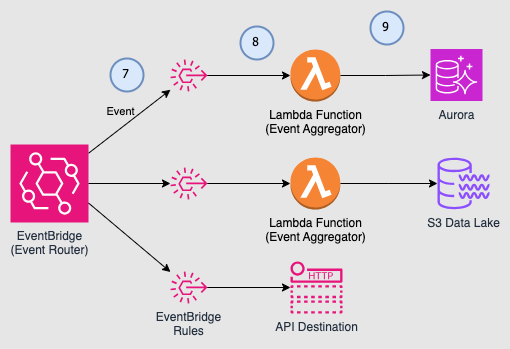 7
8
9
Event
Lambda Function
(Event Aggregator)
Aurora
EventBridge
(Event Router)
Lambda Function
(Event Aggregator)
S3 Data Lake
HTTP
EventBridge
Rules
API Destination